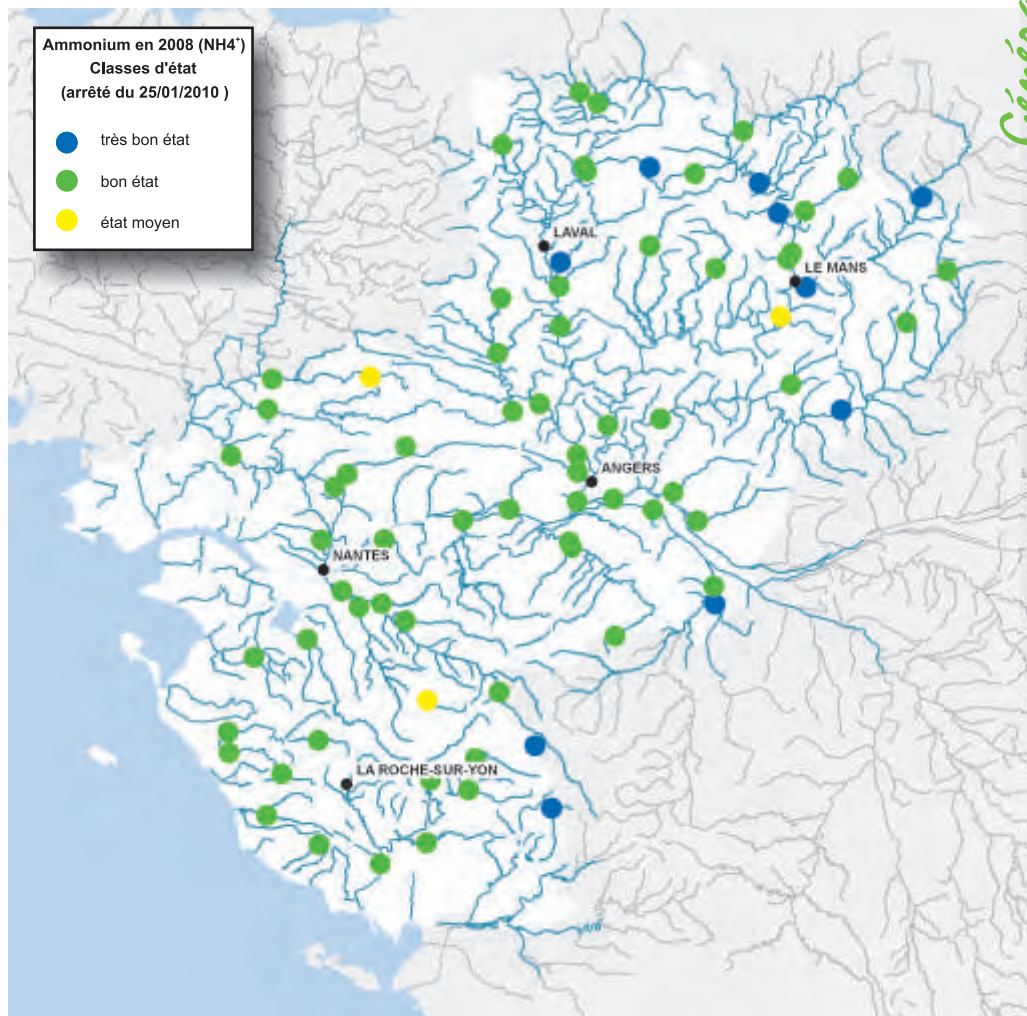 Ammonium en 2008 (NH4⁺)
Classes d'état
(arrêté du 25/01/2010 )
très bon état
bon état
état moyen
LAVAL
LE MANS
ANGERS
NANTES
LA ROCHE-SUR-YON